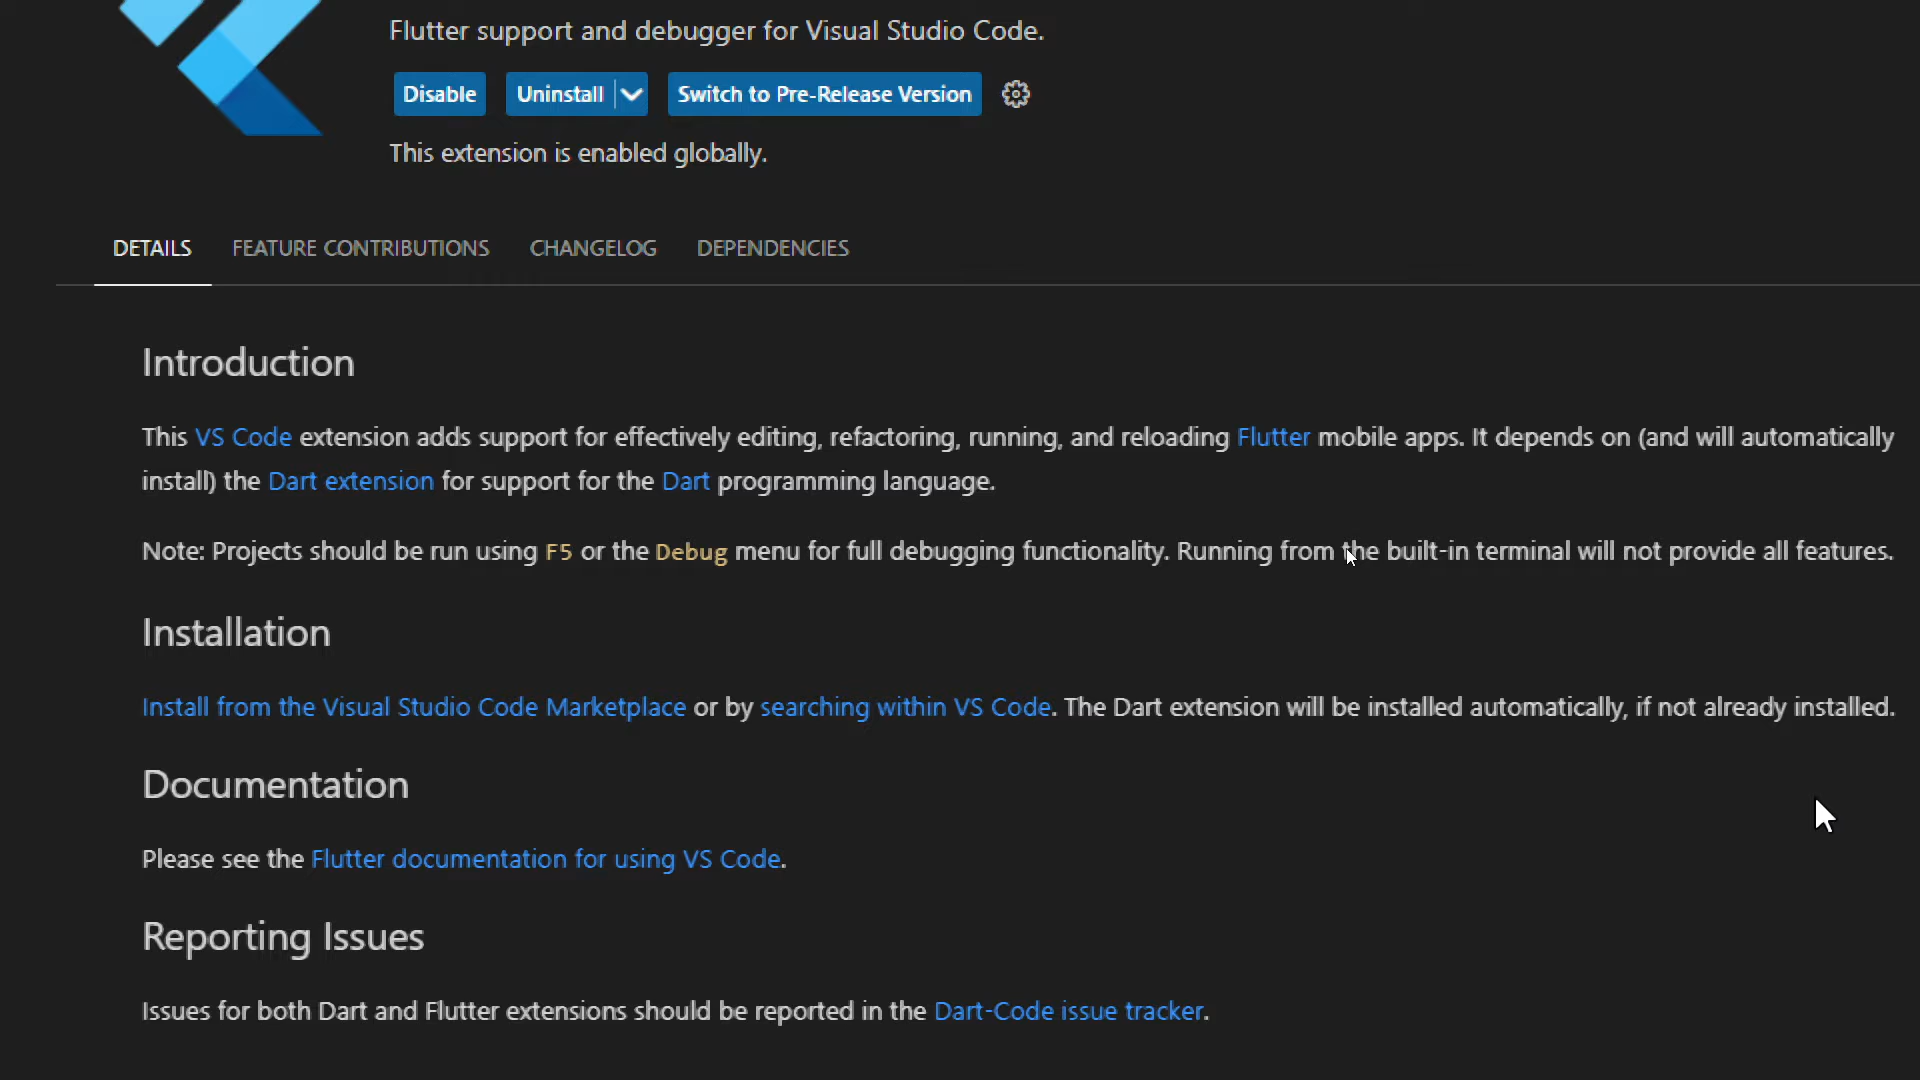 Flutter support and debugger for Visual Studio Code.
Disable Uninstall Switch to Pre-Release Version
This extension is enabled globally.
DETAILS FEATURE CONTRIBUTIONS CHANGELOG DEPENDENCIES
Introduction
This VS Code extension adds support for effectively editing, refactoring, running, and reloading Flutter mobile apps. It depends on (and will automatically
install) the Dart extension for support for the Dart programming language.
Note: Projects should be run using F5 or the Debug menu for full debugging functionality. Running from the built-in terminal will not provide all features.
Installation
Install from the Visual Studio Code Marketplace or by searching within VS Code. The Dart extension will be installed automatically, if not already installed.
Documentation
Please see the Flutter documentation for using VS Code.
Reporting Issues
Issues for both Dart and Flutter extensions should be reported in the Dart-Code issue tracker.